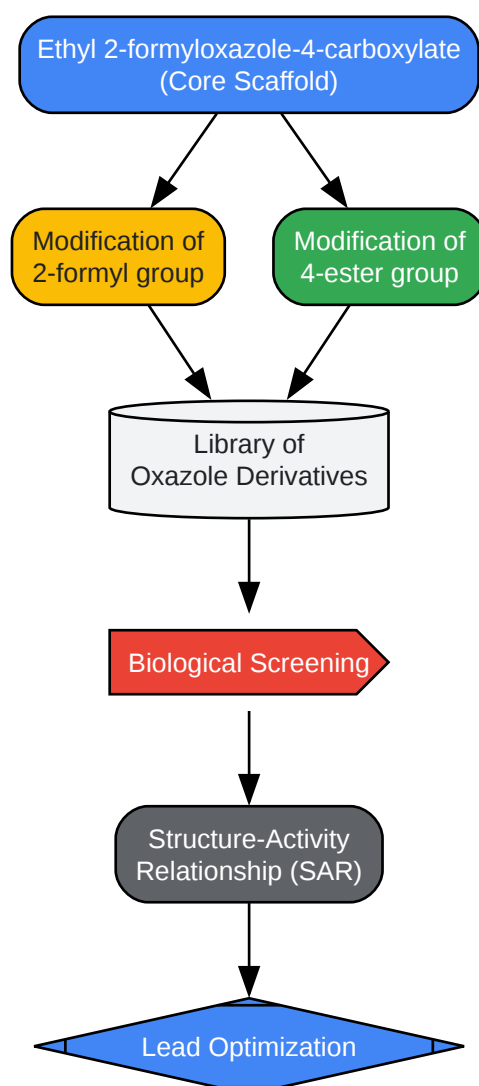 Ethyl 2-formyloxazole-4-carboxylate
(Core Scaffold)
Modification of
2-formyl group
Modification of
4-ester group
Library of
Oxazole Derivatives
Biological Screening
Structure-Activity
Relationship (SAR)
Lead Optimization